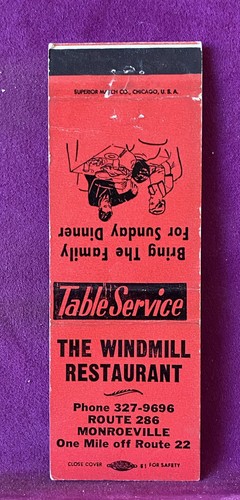 SUPERIOR MATCH CO., CHICAGO, U. S. A.
Bring The Family
For Sunday Dinner
Table Service
THE WINDMILL
RESTAURANT
Phone 327-9696
ROUTE 286
MONROEVILLE
One Mile off Route 22
CLOSE COVER 81 FOR SAFETY